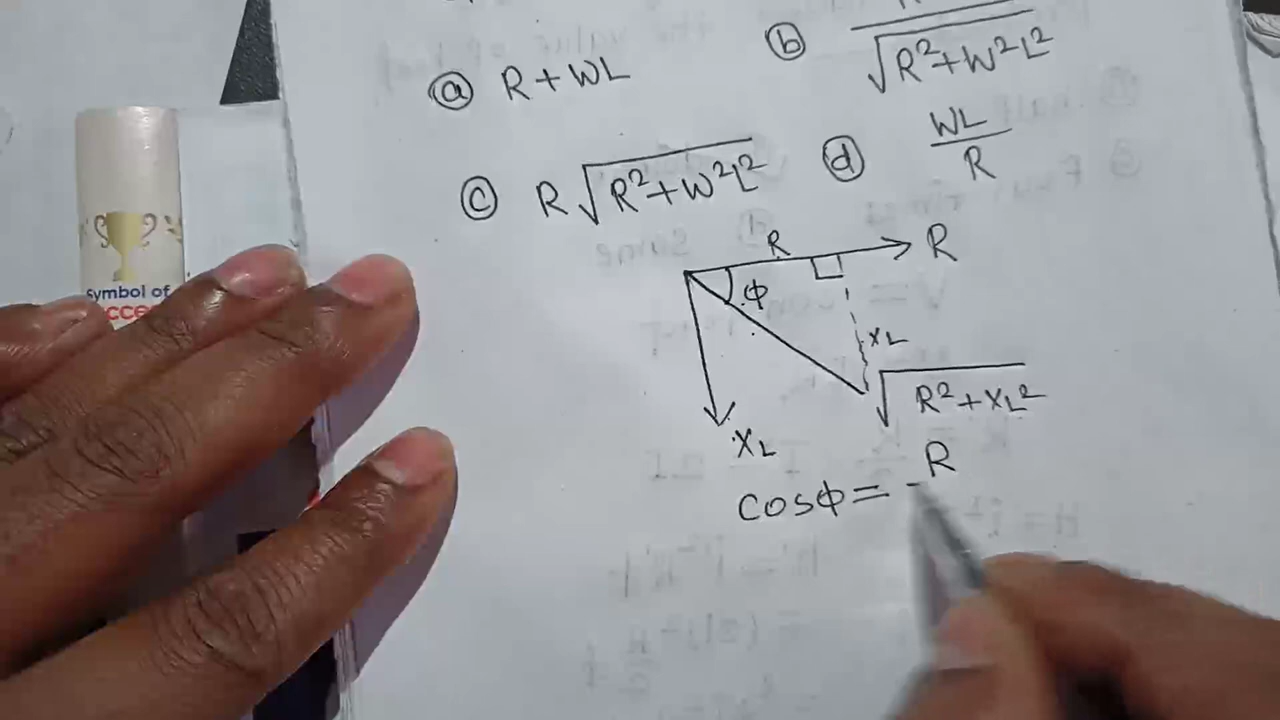 ⓐ R + WL ⓑ R / √(R² + W²L²)
ⓒ R√(R² + W²L²) ⓓ WL / R
R R
ϕ
XL
√(R² + XL²)
XL
cosϕ = R
symbol of